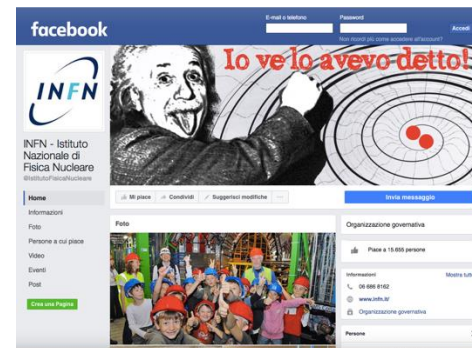 facebook
E-mail o telefono
Password
Accedi
Non ricordi più come accedere all'account?
Io ve lo avevo detto!
INFN
INFN - Istituto
Nazionale di
Fisica Nucleare
@IstitutoFisicaNucleare
Home
Informazioni
Foto
Persone a cui piace
Video
Eventi
Post
Crea una Pagina
Mi piace
Condividi
Suggerisci modifiche
Invia messaggio
Foto
Organizzazione governativa
Piace a 15.655 persone
Informazioni
Mostra tutte
06 686 8162
www.infn.it/
Organizzazione governativa
Persone